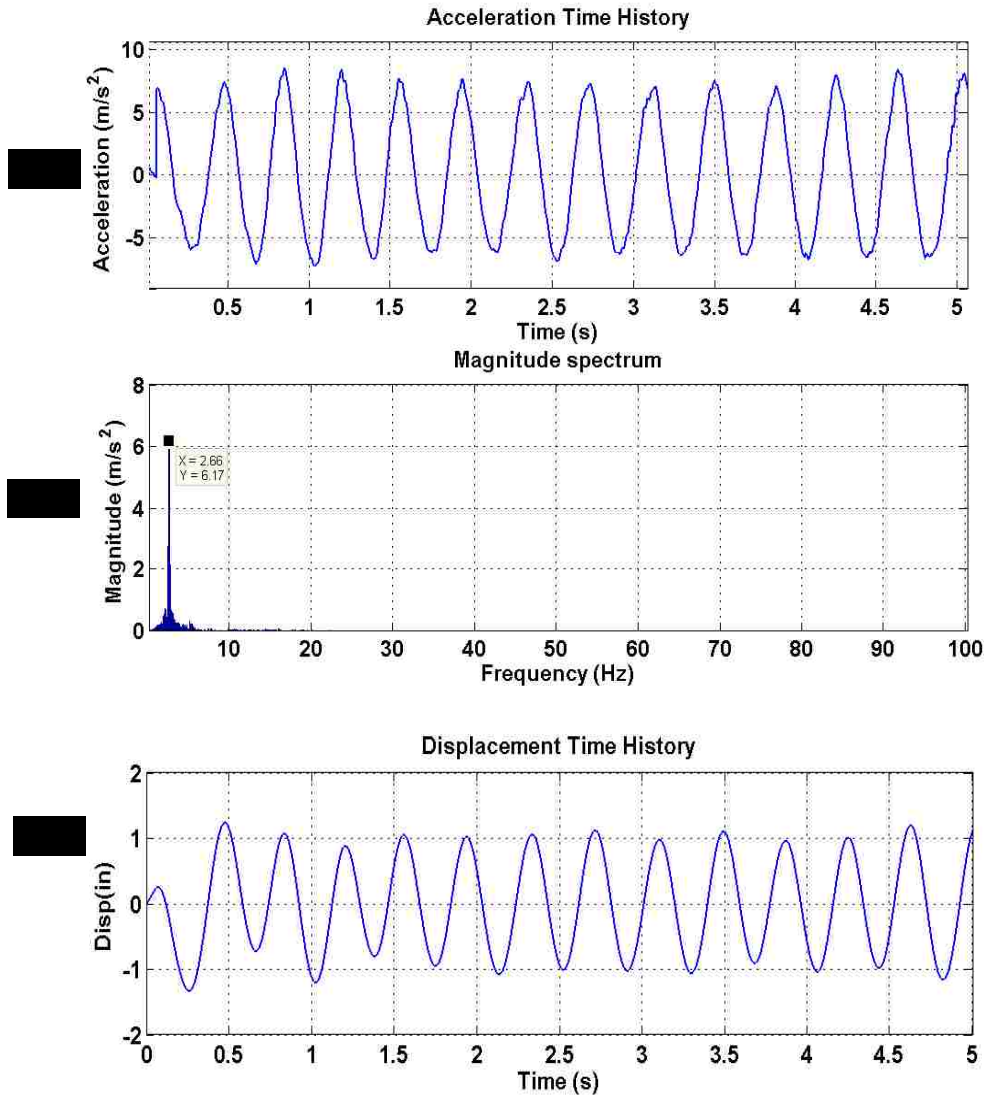 Acceleration Time History
10
5
0
-5
Acceleration (m/s²)
0.5 1 1.5 2 2.5 3 3.5 4 4.5 5
Time (s)
Magnitude spectrum
8
6
4
2
0
Magnitude (m/s²)
X = 2.66
Y = 6.17
10 20 30 40 50 60 70 80 90 100
Frequency (Hz)
Displacement Time History
2
1
0
-1
-2
Disp(in)
0 0.5 1 1.5 2 2.5 3 3.5 4 4.5 5
Time (s)